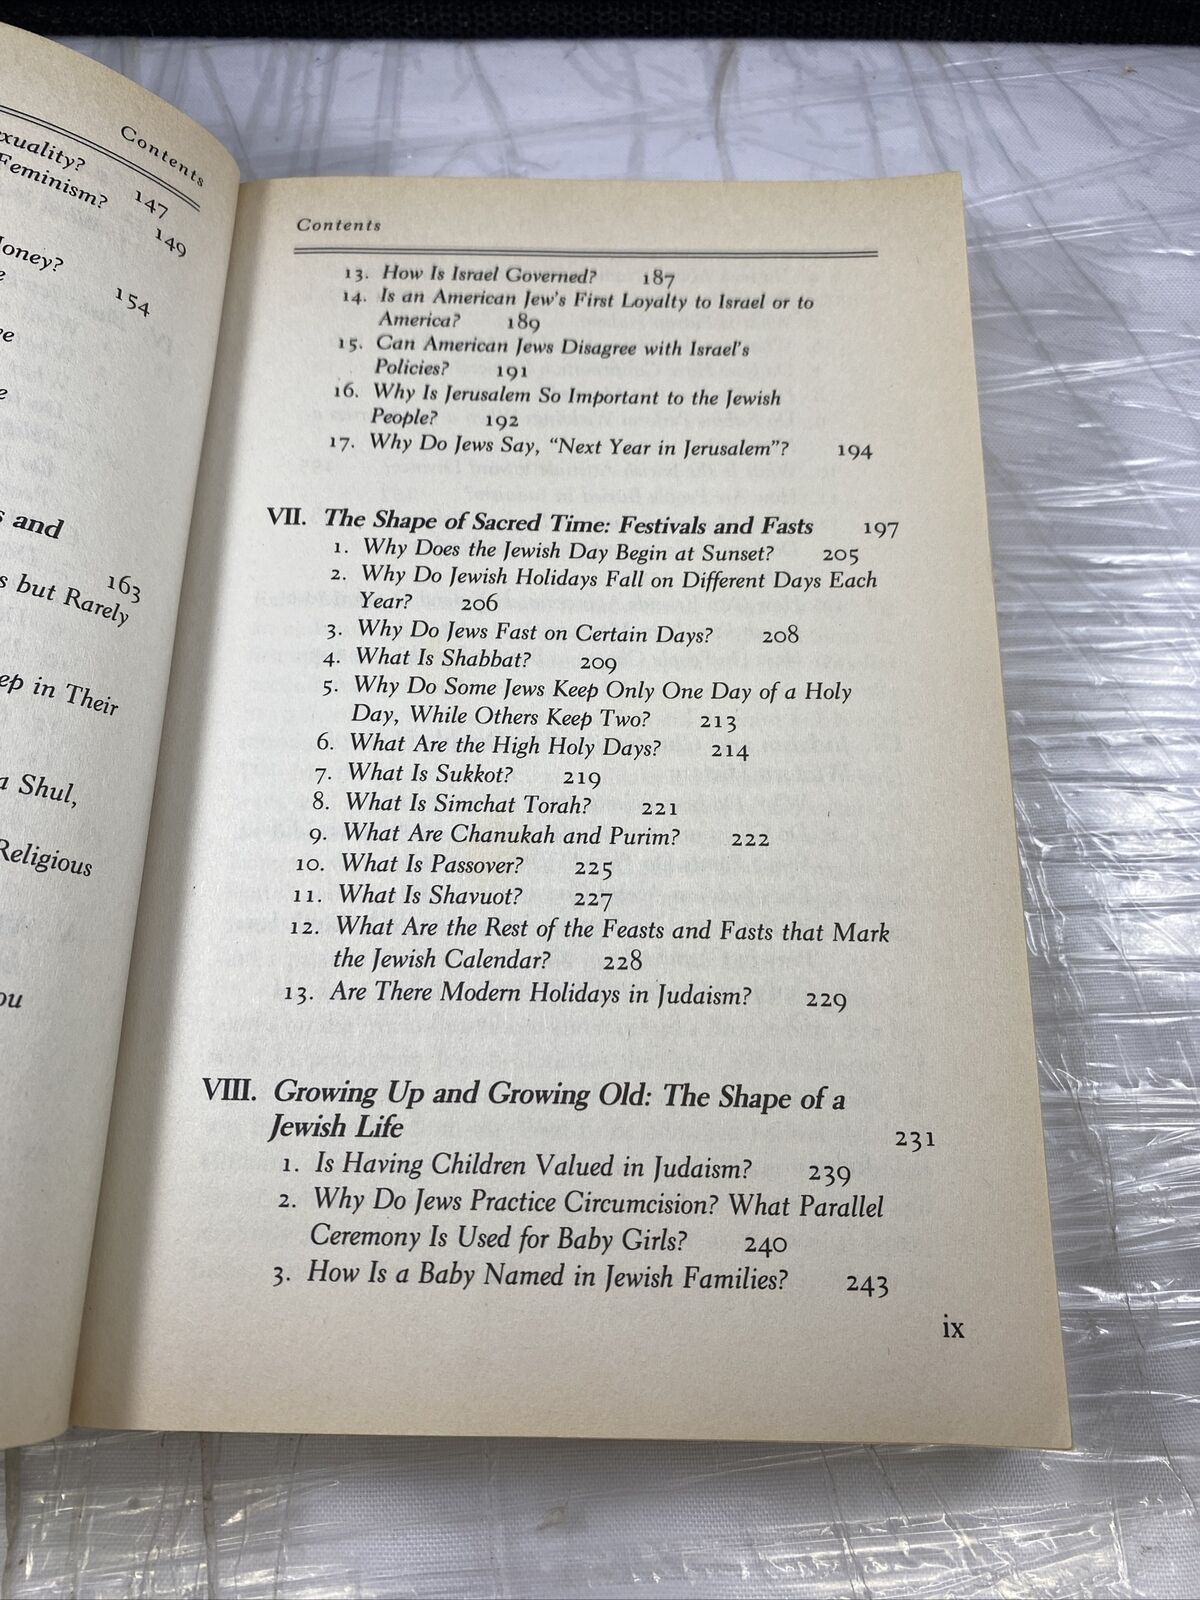 Contents
exuality? 147
Feminism? 149
Money?
154
s and
163
s but Rarely
ep in Their
a Shul,
Religious
ou
Contents
13. How Is Israel Governed? 187
14. Is an American Jew's First Loyalty to Israel or to
America? 189
15. Can American Jews Disagree with Israel's
Policies? 191
16. Why Is Jerusalem So Important to the Jewish
People? 192
17. Why Do Jews Say, "Next Year in Jerusalem"? 194
VII. The Shape of Sacred Time: Festivals and Fasts 197
1. Why Does the Jewish Day Begin at Sunset? 205
2. Why Do Jewish Holidays Fall on Different Days Each
Year? 206
3. Why Do Jews Fast on Certain Days? 208
4. What Is Shabbat? 209
5. Why Do Some Jews Keep Only One Day of a Holy
Day, While Others Keep Two? 213
6. What Are the High Holy Days? 214
7. What Is Sukkot? 219
8. What Is Simchat Torah? 221
9. What Are Chanukah and Purim? 222
10. What Is Passover? 225
11. What Is Shavuot? 227
12. What Are the Rest of the Feasts and Fasts that Mark
the Jewish Calendar? 228
13. Are There Modern Holidays in Judaism? 229
VIII. Growing Up and Growing Old: The Shape of a
Jewish Life 231
1. Is Having Children Valued in Judaism? 239
2. Why Do Jews Practice Circumcision? What Parallel
Ceremony Is Used for Baby Girls? 240
3. How Is a Baby Named in Jewish Families? 243
ix